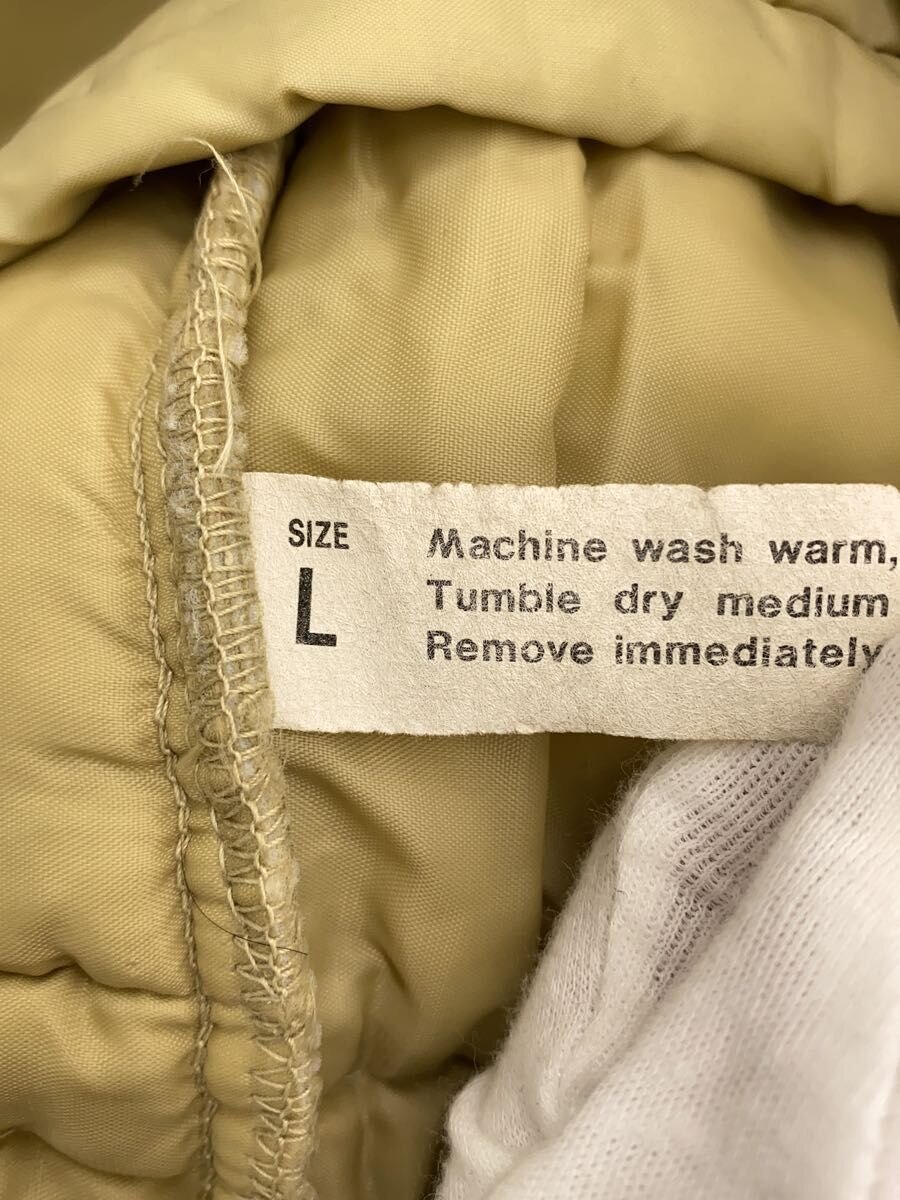 SIZE
L
Machine wash warm,
Tumble dry medium
Remove immediately